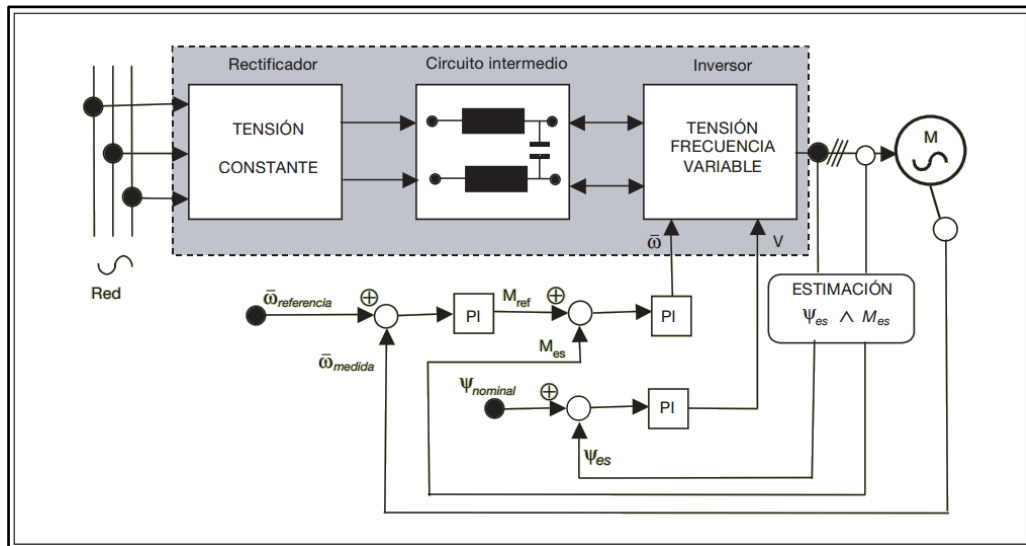 Rectificador
Circuito intermedio
Inversor
TENSIÓN
CONSTANTE
TENSIÓN
FRECUENCIA
VARIABLE
M
Red
ω̄
V
ω̄referencia
⊕
PI
Mref
⊕
PI
ESTIMACIÓN
Ψes ∧ Mes
ω̄medida
Mes
Ψnominal
⊕
PI
Ψes